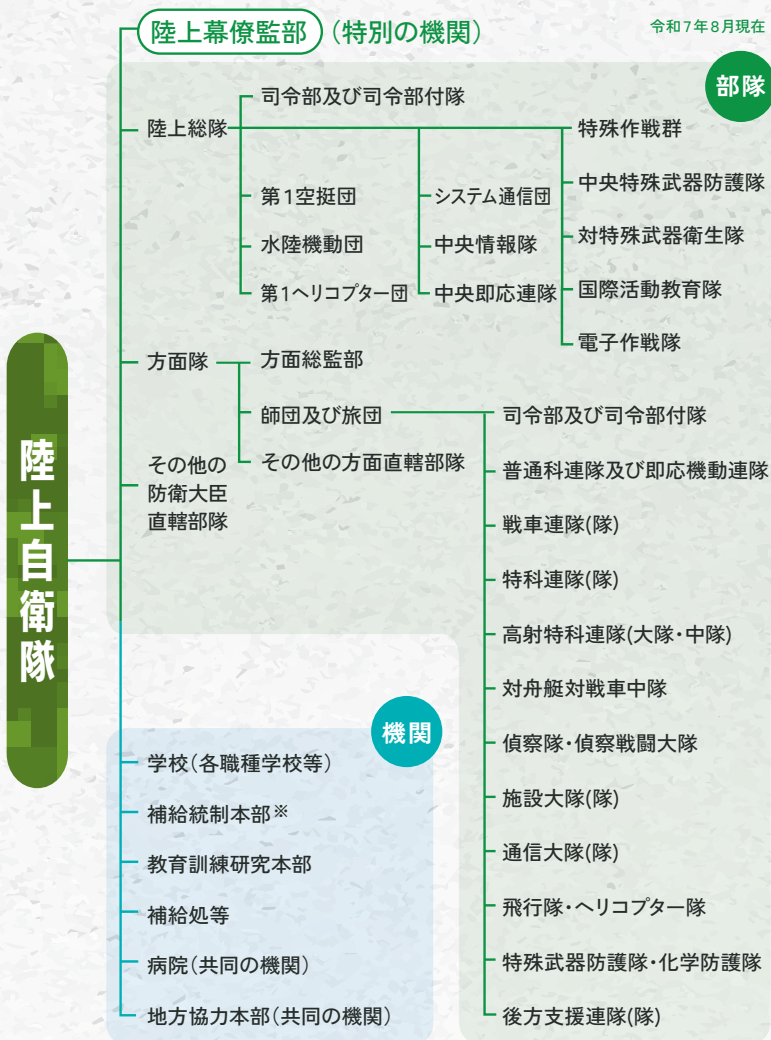 陸上自衛隊
陸上幕僚監部(特別の機関)
令和7年8月現在
部隊
陸上総隊
司令部及び司令部付隊
第1空挺団
水陸機動団
第1ヘリコプター団
システム通信団
中央情報隊
中央即応連隊
特殊作戦群
中央特殊武器防護隊
対特殊武器衛生隊
国際活動教育隊
電子作戦隊
方面隊
方面総監部
師団及び旅団
その他の方面直轄部隊
司令部及び司令部付隊
普通科連隊及び即応機動連隊
戦車連隊(隊)
特科連隊(隊)
高射特科連隊(大隊・中隊)
対舟艇対戦車中隊
偵察隊・偵察戦闘大隊
施設大隊(隊)
通信大隊(隊)
飛行隊・ヘリコプター隊
特殊武器防護隊・化学防護隊
後方支援連隊(隊)
その他の
防衛大臣
直轄部隊
機関
学校(各職種学校等)
補給統制本部※
教育訓練研究本部
補給処等
病院(共同の機関)
地方協力本部(共同の機関)